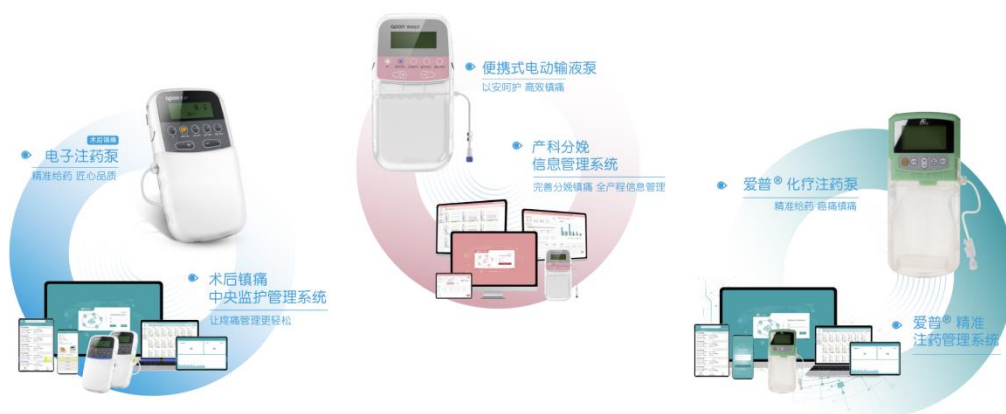 术后镇痛
电子注药泵
精准给药 匠心品质
术后镇痛
中央监护管理系统
让疼痛管理更轻松
便携式电动输液泵
以安呵护 高效镇痛
产科分娩
信息管理系统
完善分娩镇痛 全产程信息管理
爱普® 化疗注药泵
精准给药 癌痛镇痛
爱普® 精准
注药管理系统